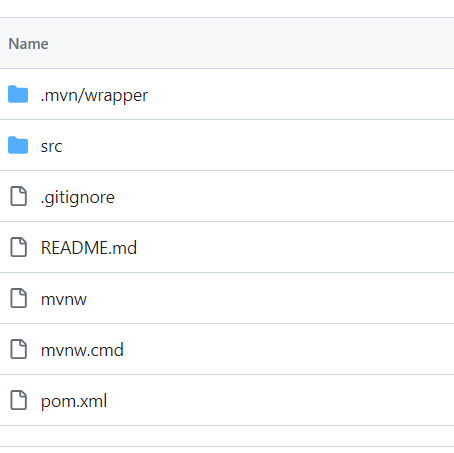 Name
.mvn/wrapper
src
.gitignore
README.md
mvnw
mvnw.cmd
pom.xml